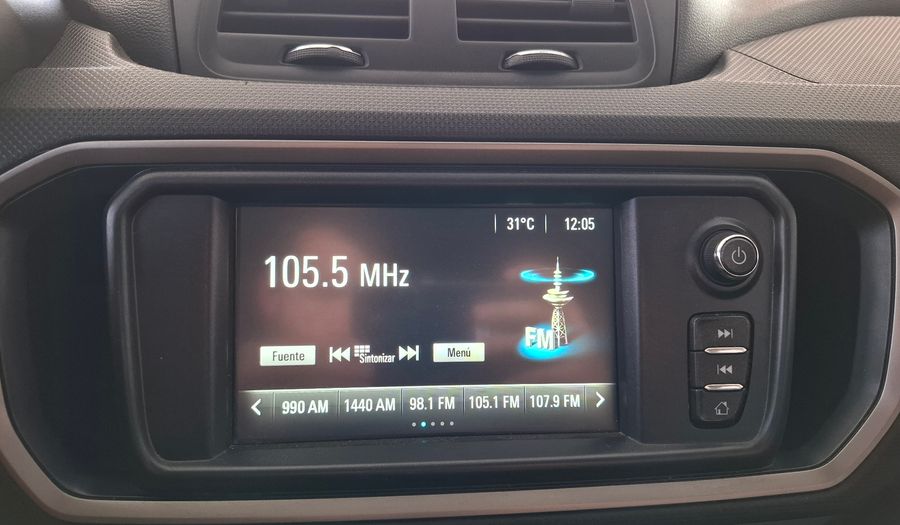 31°C 12:05
105.5 MHz
FM
Fuente Sintonizar Menú
990 AM 1440 AM 98.1 FM 105.1 FM 107.9 FM